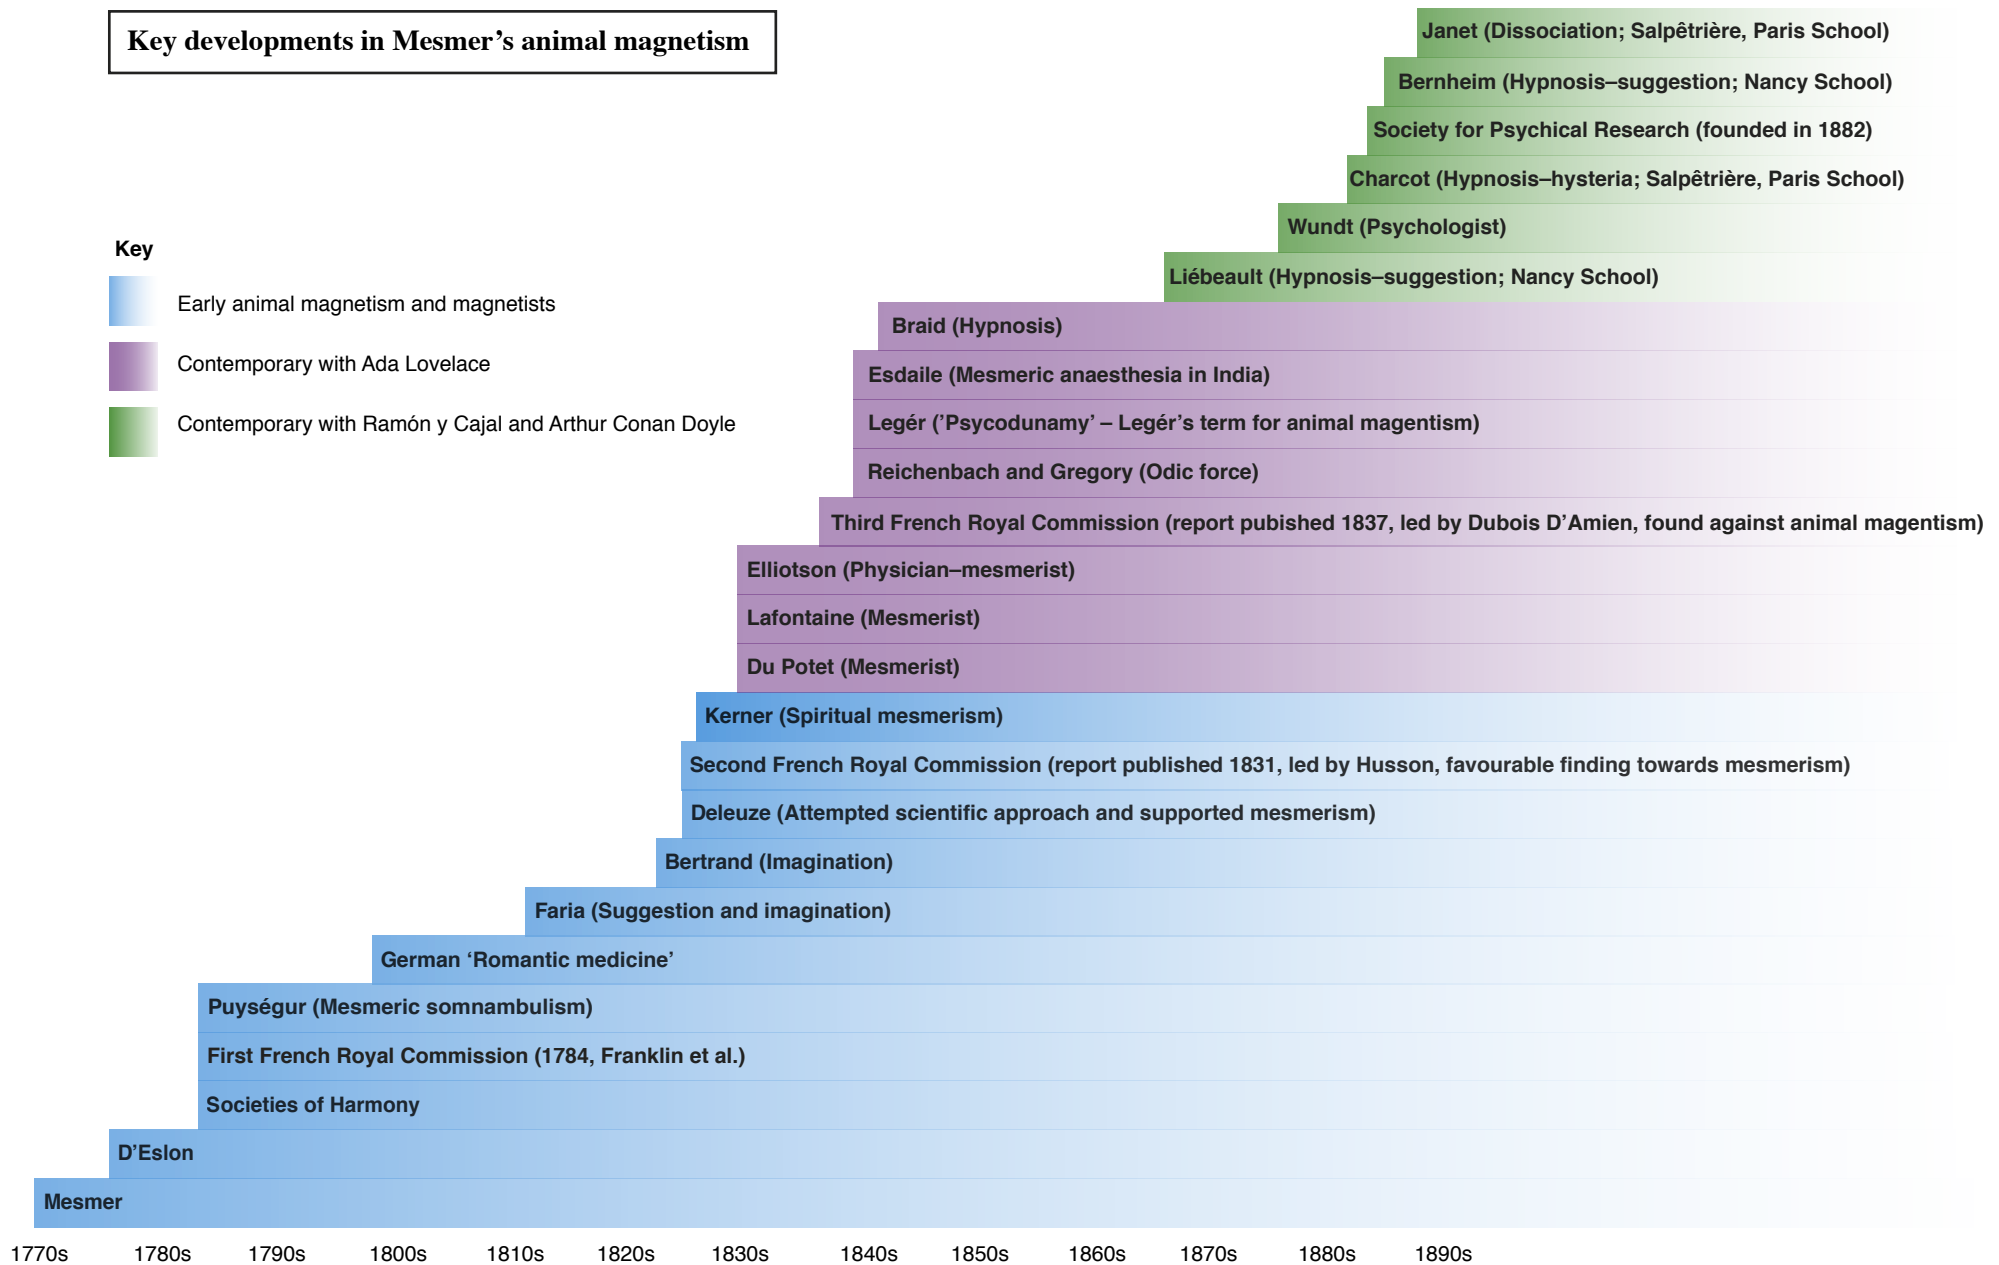 Key developments in Mesmer’s animal magnetism
Key
Early animal magnetism and magnetists
Contemporary with Ada Lovelace
Contemporary with Ramón y Cajal and Arthur Conan Doyle
Janet (Dissociation; Salpêtrière, Paris School)
Bernheim (Hypnosis–suggestion; Nancy School)
Society for Psychical Research (founded in 1882)
Charcot (Hypnosis–hysteria; Salpêtrière, Paris School)
Wundt (Psychologist)
Liébeault (Hypnosis–suggestion; Nancy School)
Braid (Hypnosis)
Esdaile (Mesmeric anaesthesia in India)
Legér (’Psycodunamy’ – Legér’s term for animal magentism)
Reichenbach and Gregory (Odic force)
Third French Royal Commission (report pubished 1837, led by Dubois D’Amien, found against animal magentism)
Elliotson (Physician–mesmerist)
Lafontaine (Mesmerist)
Du Potet (Mesmerist)
Kerner (Spiritual mesmerism)
Second French Royal Commission (report published 1831, led by Husson, favourable finding towards mesmerism)
Deleuze (Attempted scientific approach and supported mesmerism)
Bertrand (Imagination)
Faria (Suggestion and imagination)
German ‘Romantic medicine’
Puységur (Mesmeric somnambulism)
First French Royal Commission (1784, Franklin et al.)
Societies of Harmony
D’Eslon
Mesmer
1770s 1780s 1790s 1800s 1810s 1820s 1830s 1840s 1850s 1860s 1870s 1880s 1890s